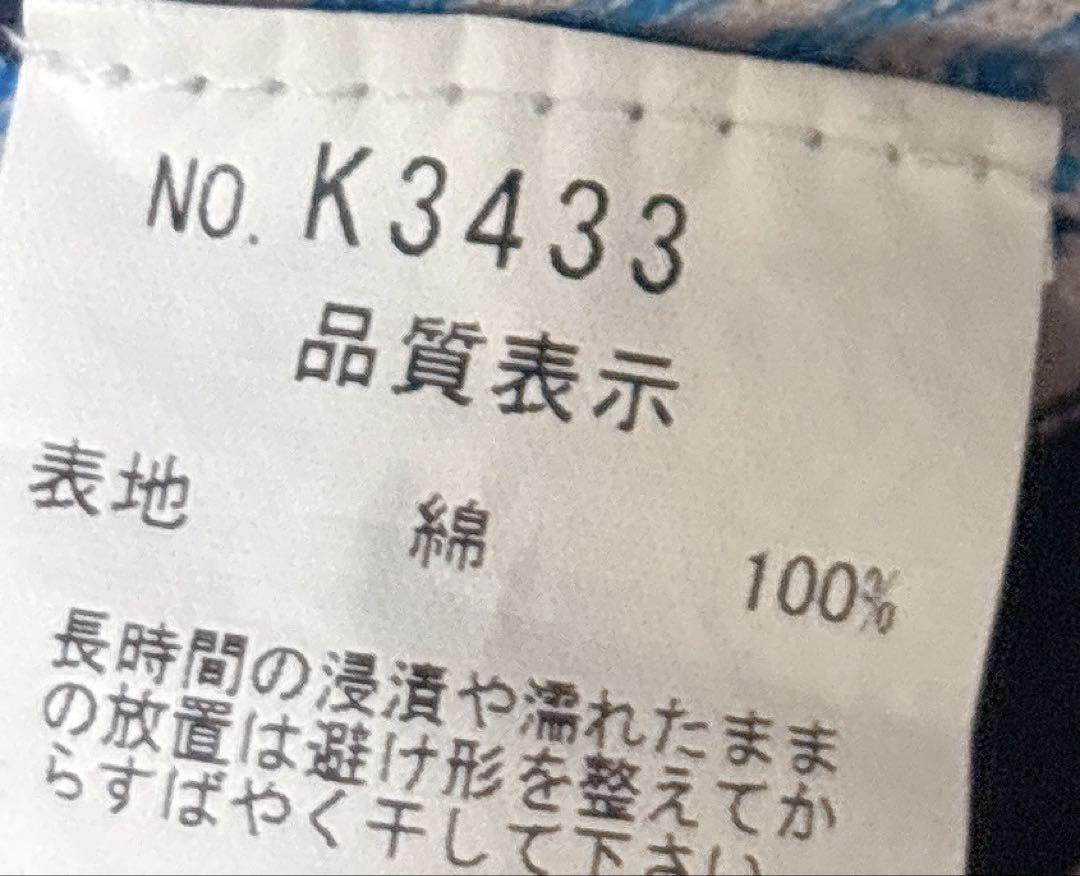 NO. K3433
品質表示
表地 綿 100%
長時間の浸漬や濡れたまま
の放置は避け形を整えてか
らすばやく干して下さい